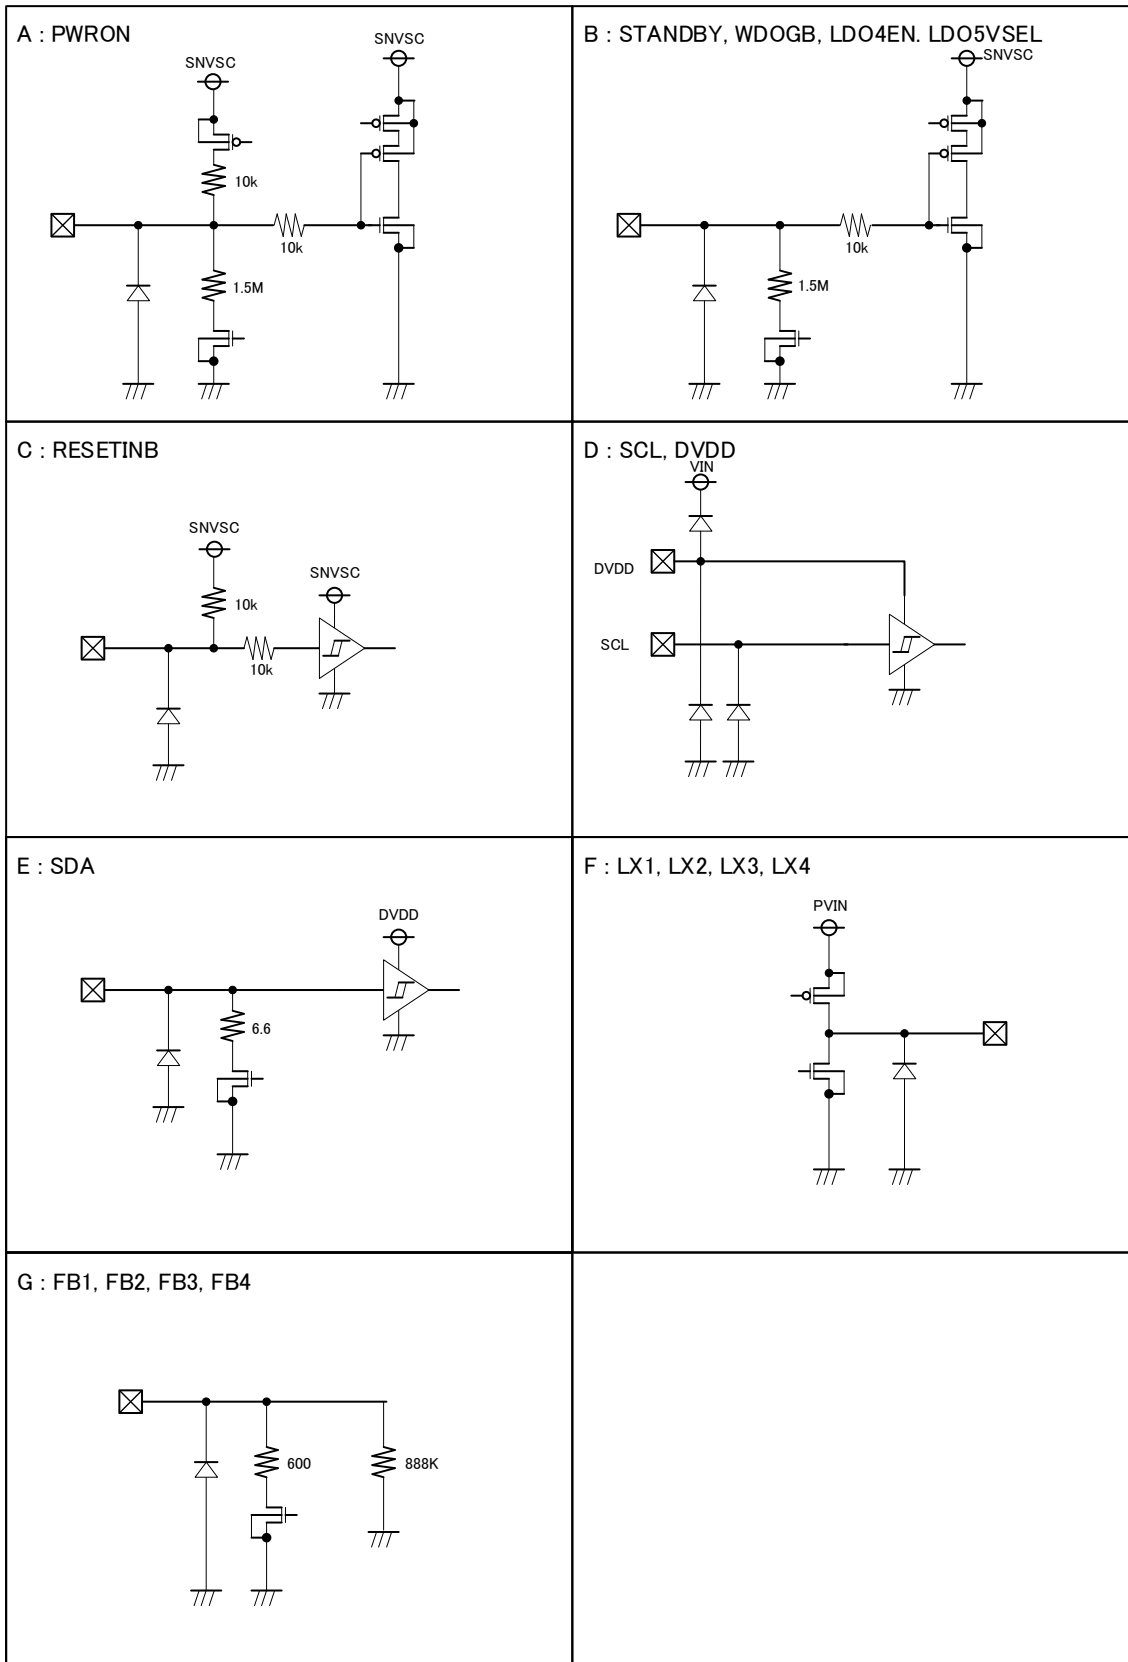 A : PWRON
SNVSC
SNVSC
10k
10k
1.5M
B : STANDBY, WDOGB, LDO4EN. LDO5VSEL
SNVSC
10k
1.5M
C : RESETINB
SNVSC
SNVSC
10k
10k
D : SCL, DVDD
VIN
DVDD
SCL
E : SDA
DVDD
6.6
F : LX1, LX2, LX3, LX4
PVIN
G : FB1, FB2, FB3, FB4
600
888K